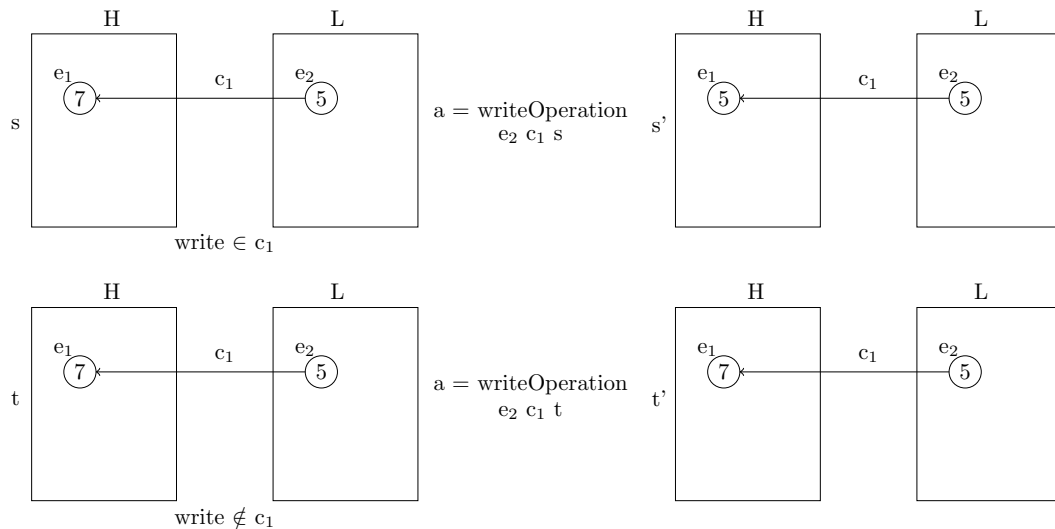 H L H L
e₁ c₁ e₂ e₁ c₁ e₂
7 5 5 5
s a = writeOperation s'
e₂ c₁ s
write ∈ c₁
H L H L
e₁ c₁ e₂ e₁ c₁ e₂
7 5 7 5
t a = writeOperation t'
e₂ c₁ t
write ∉ c₁